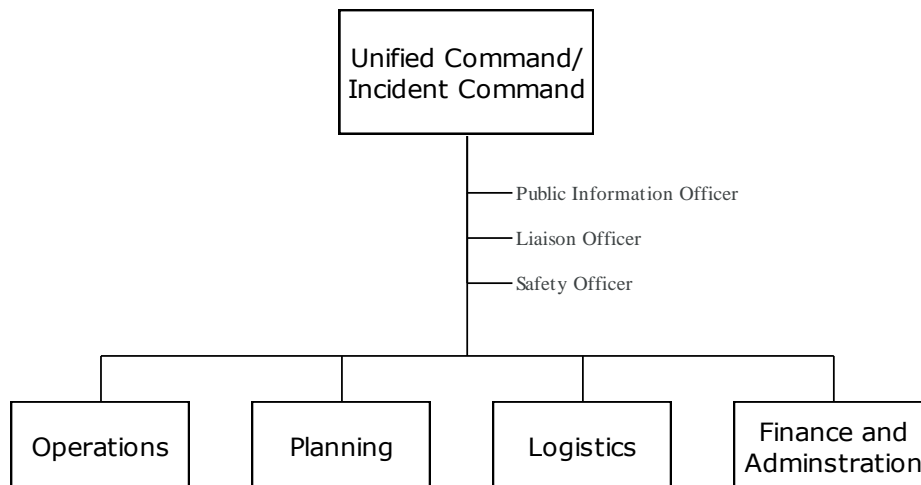 Unified Command/
Incident Command
Public Information Officer
Liaison Officer
Safety Officer
Operations
Planning
Logistics
Finance and
Adminstration